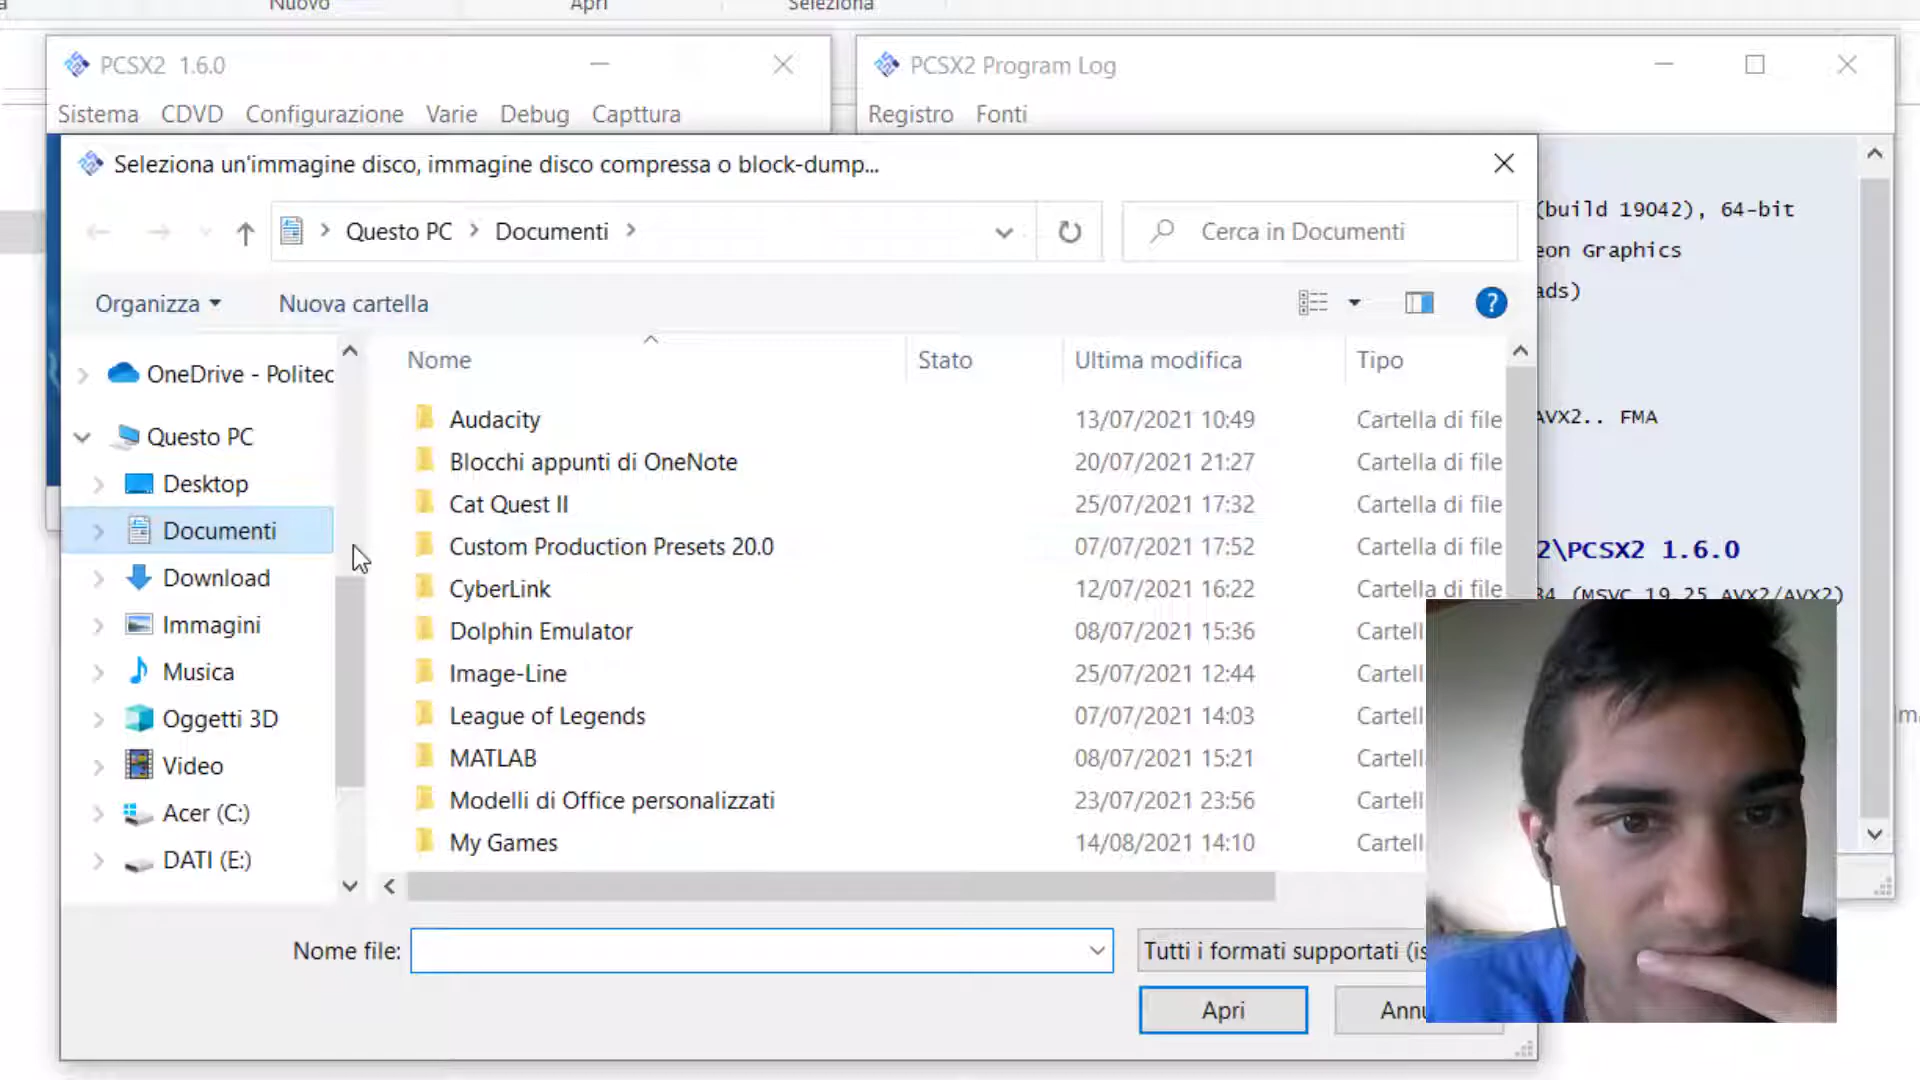 Nuovo Apri Seleziona
PCSX2 1.6.0
PCSX2 Program Log
Sistema CDVD Configurazione Varie Debug Capttura
Registro Fonti
Seleziona un'immagine disco, immagine disco compressa o block-dump...
Questo PC Documenti
Cerca in Documenti
(build 19042), 64-bit
eon Graphics
ads)
AVX2.. FMA
2\PCSX2 1.6.0
34 (MSVC 19.25 AVX2/AVX2)
Organizza Nuova cartella
OneDrive - Politec
Questo PC
Desktop
Documenti
Download
Immagini
Musica
Oggetti 3D
Video
Acer (C:)
DATI (E:)
Nome Stato Ultima modifica Tipo
Audacity 13/07/2021 10:49 Cartella di file
Blocchi appunti di OneNote 20/07/2021 21:27 Cartella di file
Cat Quest II 25/07/2021 17:32 Cartella di file
Custom Production Presets 20.0 07/07/2021 17:52 Cartella di file
CyberLink 12/07/2021 16:22 Cartella di file
Dolphin Emulator 08/07/2021 15:36 Cartell
Image-Line 25/07/2021 12:44 Cartell
League of Legends 07/07/2021 14:03 Cartell
MATLAB 08/07/2021 15:21 Cartell
Modelli di Office personalizzati 23/07/2021 23:56 Cartell
My Games 14/08/2021 14:10 Cartell
Nome file:
Tutti i formati supportati (is
Apri Annu